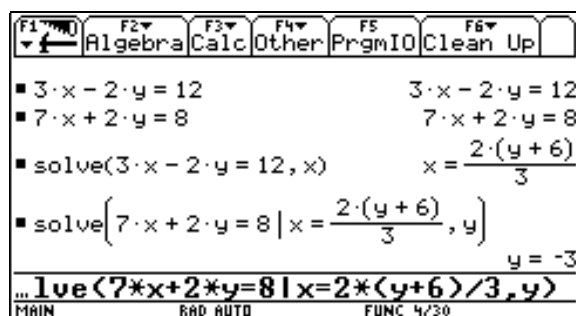 F1 F2 F3 F4 F5 F6
Algebra Calc Other PrgmIO Clean Up
▪ 3·x − 2·y = 12 3·x − 2·y = 12
▪ 7·x + 2·y = 8 7·x + 2·y = 8
▪ solve(3·x − 2·y = 12, x) x = 2·(y + 6)/3
▪ solve(7·x + 2·y = 8 | x = 2·(y + 6)/3, y)
y = -3
…lve(7*x+2*y=8|x=2*(y+6)/3,y)
MAIN RAD AUTO FUNC 4/30